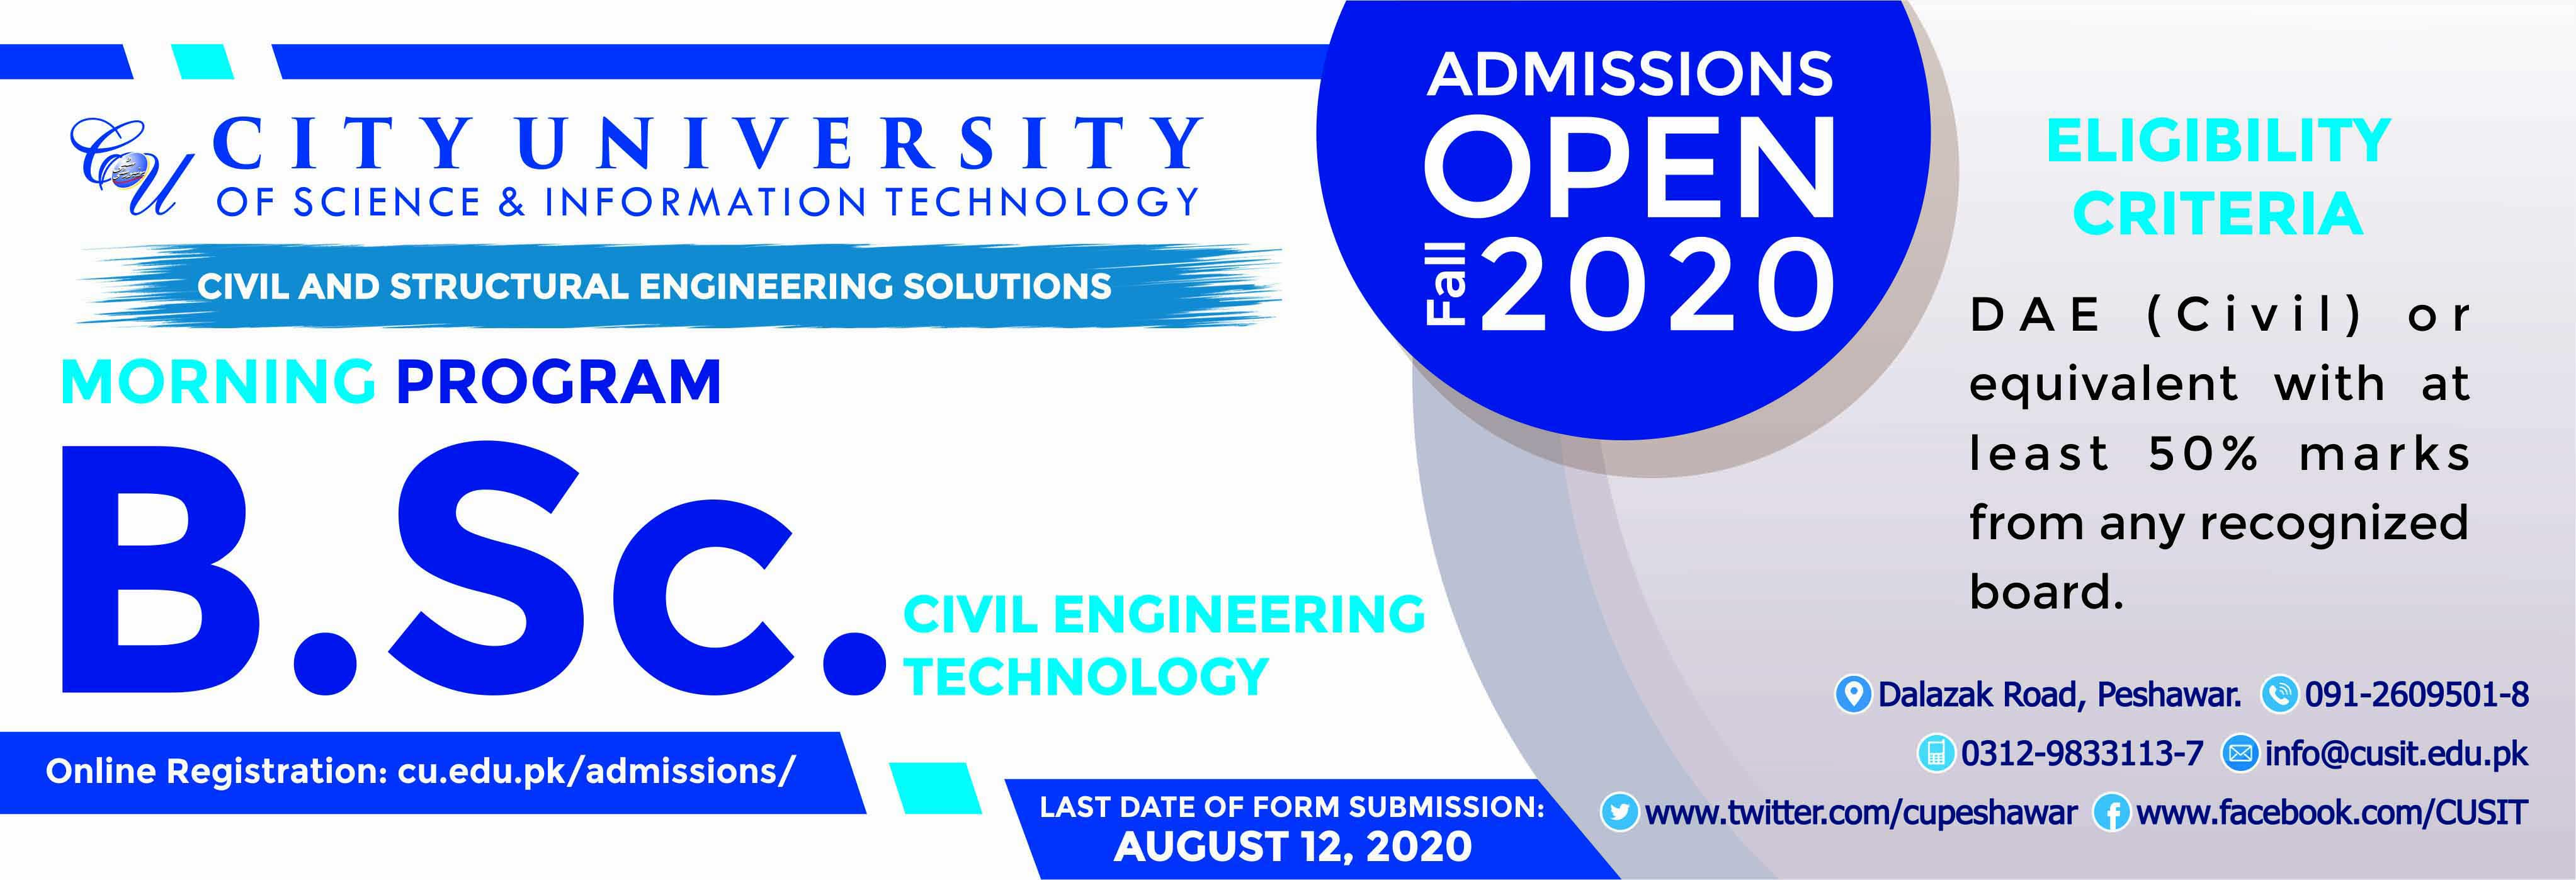 CITY UNIVERSITY
OF SCIENCE & INFORMATION TECHNOLOGY
CIVIL AND STRUCTURAL ENGINEERING SOLUTIONS
MORNING PROGRAM
B.Sc.
CIVIL ENGINEERING
TECHNOLOGY
Online Registration: cu.edu.pk/admissions/
LAST DATE OF FORM SUBMISSION:
AUGUST 12, 2020
ADMISSIONS
OPEN
Fall 2020
ELIGIBILITY
CRITERIA
DAE (Civil) or
equivalent with at
least 50% marks
from any recognized
board.
Dalazak Road, Peshawar. 091-2609501-8
0312-9833113-7 info@cusit.edu.pk
www.twitter.com/cupeshawar www.facebook.com/CUSIT